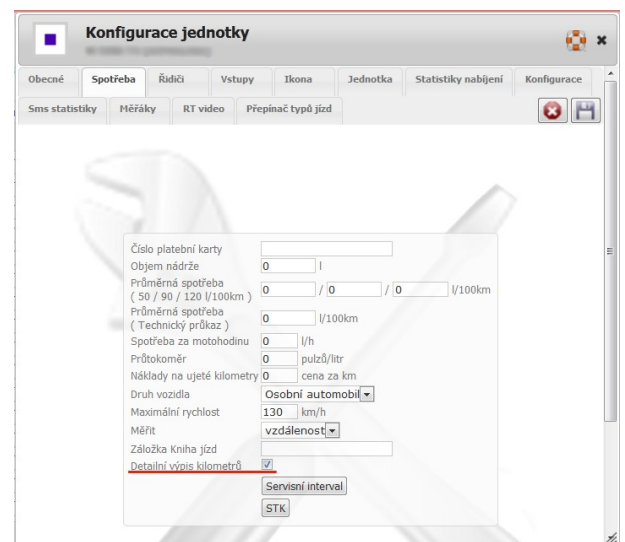 Konfigurace jednotky
Obecné Spotřeba Řidiči Vstupy Ikona Jednotka Statistiky nabíjení Konfigurace
Sms statistiky Měřáky RT video Přepínač typů jízd
Číslo platební karty
Objem nádrže 0 l
Průměrná spotřeba
( 50 / 90 / 120 l/100km ) 0 / 0 / 0 l/100km
Průměrná spotřeba
( Technický průkaz ) 0 l/100km
Spotřeba za motohodinu 0 l/h
Průtokoměr 0 pulzů/litr
Náklady na ujeté kilometry 0 cena za km
Druh vozidla Osobní automobil
Maximální rychlost 130 km/h
Měřit vzdálenost
Záložka Kniha jízd
Detailní výpis kilometrů
Servisní interval
STK